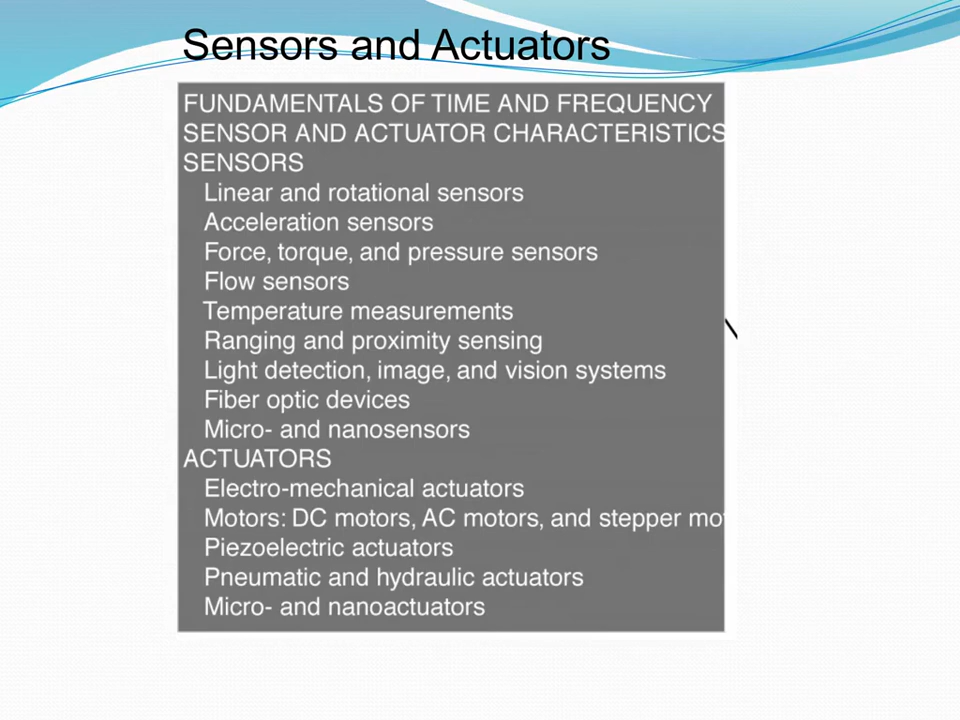 Sensors and Actuators
FUNDAMENTALS OF TIME AND FREQUENCY
SENSOR AND ACTUATOR CHARACTERISTICS
SENSORS
Linear and rotational sensors
Acceleration sensors
Force, torque, and pressure sensors
Flow sensors
Temperature measurements
Ranging and proximity sensing
Light detection, image, and vision systems
Fiber optic devices
Micro- and nanosensors
ACTUATORS
Electro-mechanical actuators
Motors: DC motors, AC motors, and stepper mo
Piezoelectric actuators
Pneumatic and hydraulic actuators
Micro- and nanoactuators